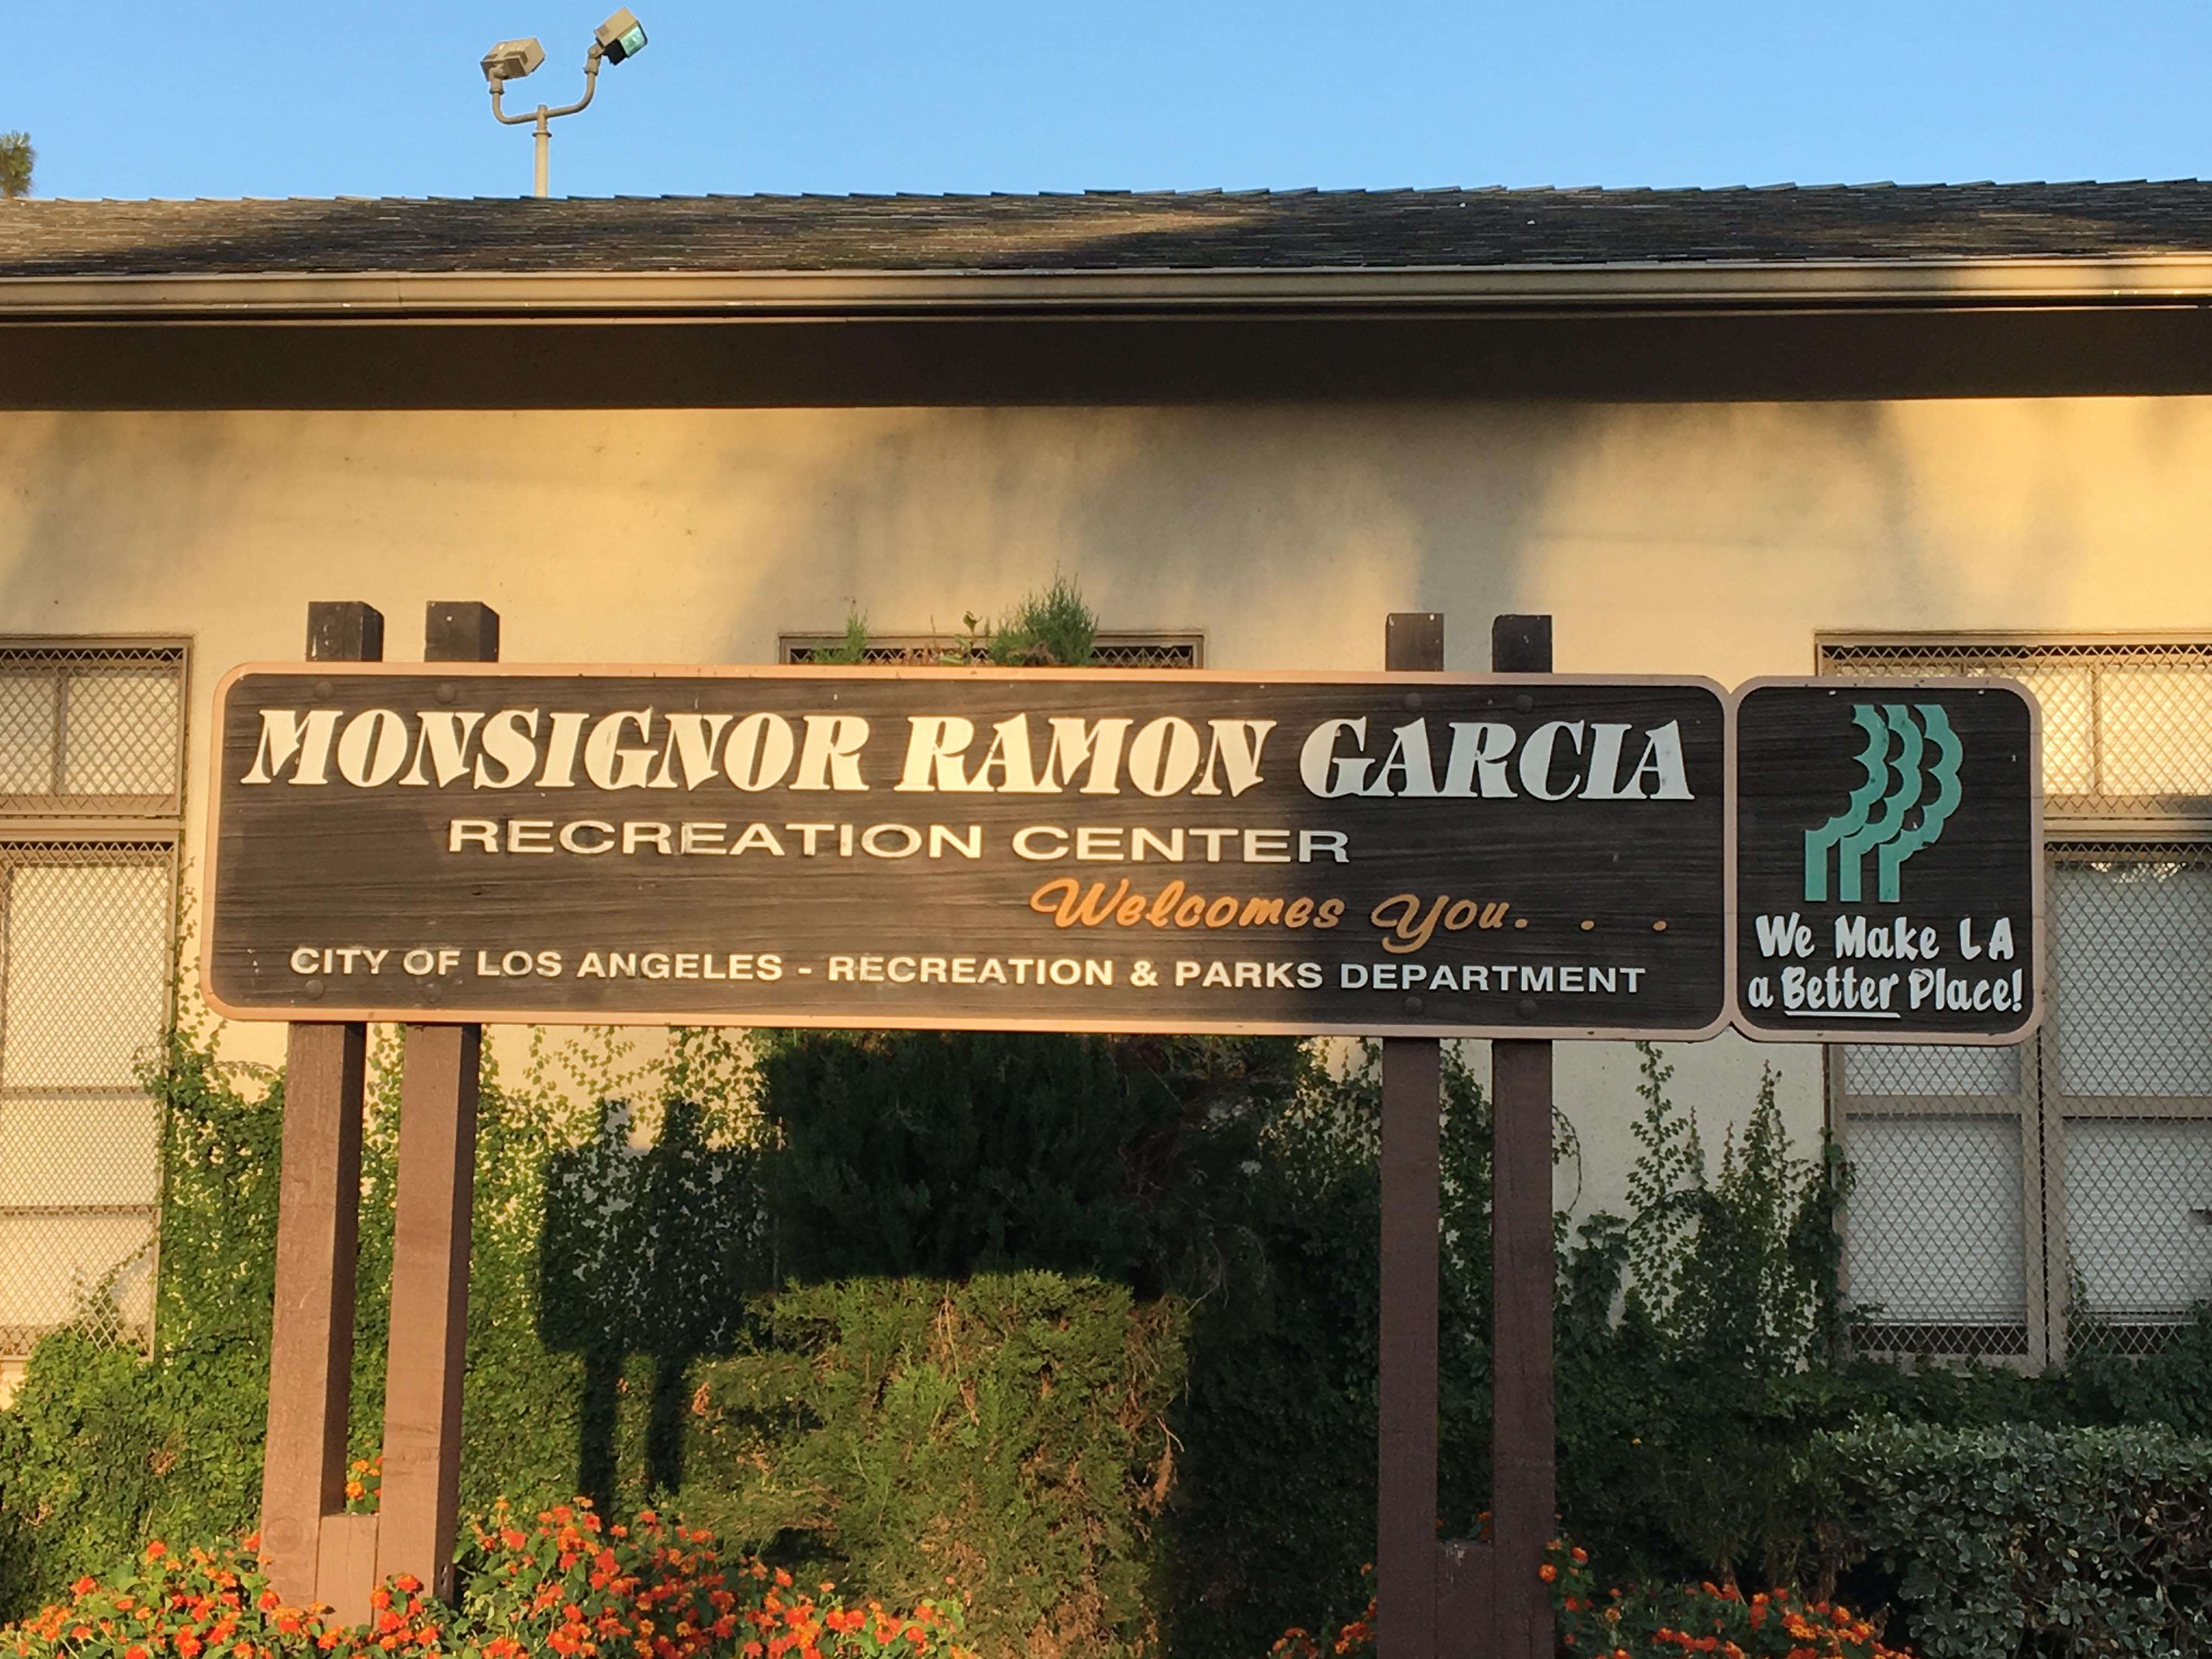 MONSIGNOR RAMON GARCIA
RECREATION CENTER
Welcomes You. . .
CITY OF LOS ANGELES - RECREATION & PARKS DEPARTMENT
We Make LA
a Better Place!